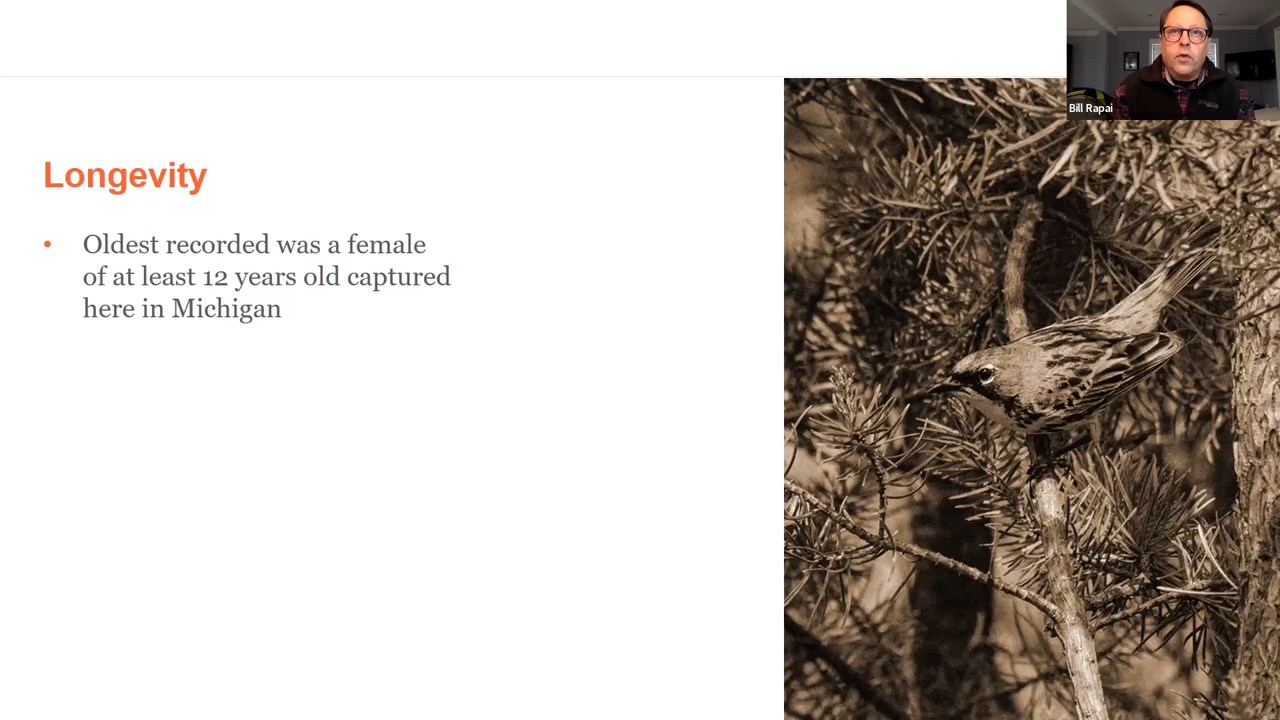 Bill Rapai
Longevity
• Oldest recorded was a female
of at least 12 years old captured
here in Michigan